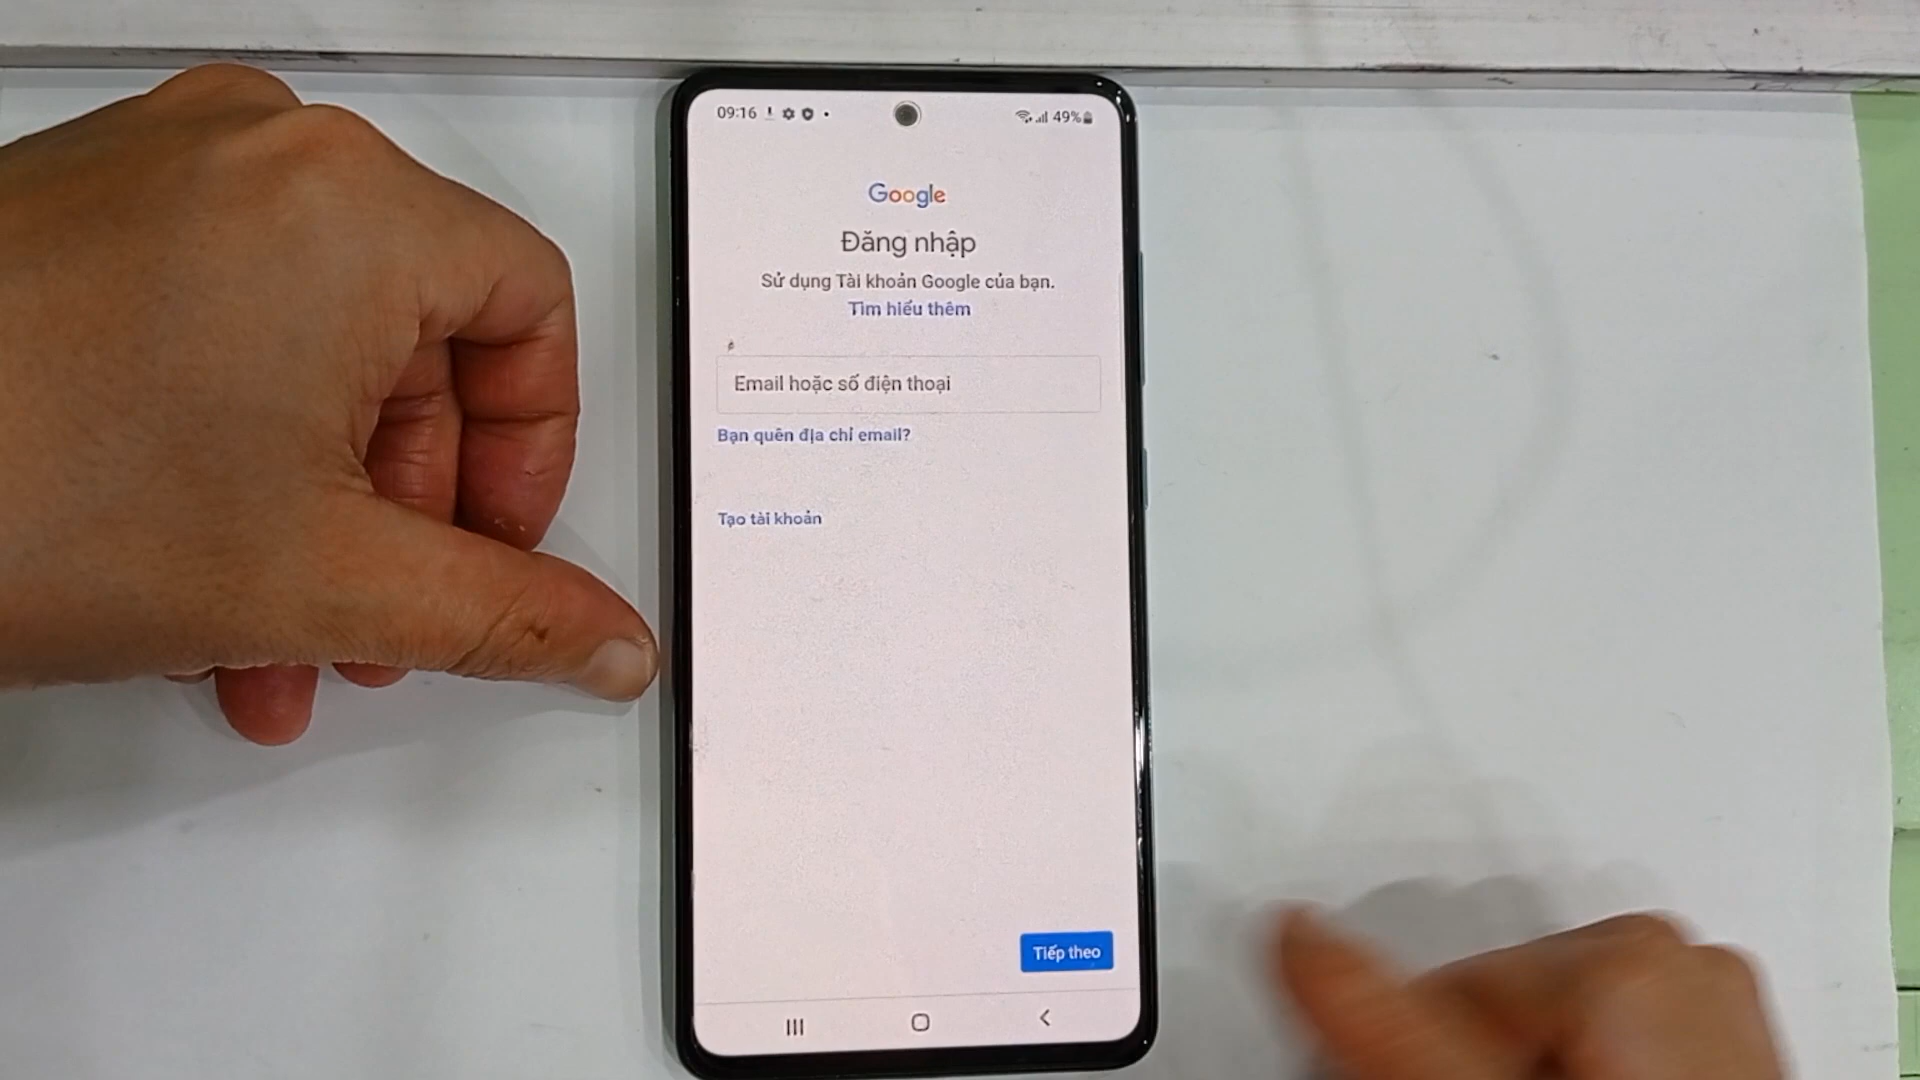 09:16
49%
Google
Đăng nhập
Sử dụng Tài khoản Google của bạn.
Tìm hiểu thêm
Email hoặc số điện thoại
Bạn quên địa chỉ email?
Tạo tài khoản
Tiếp theo